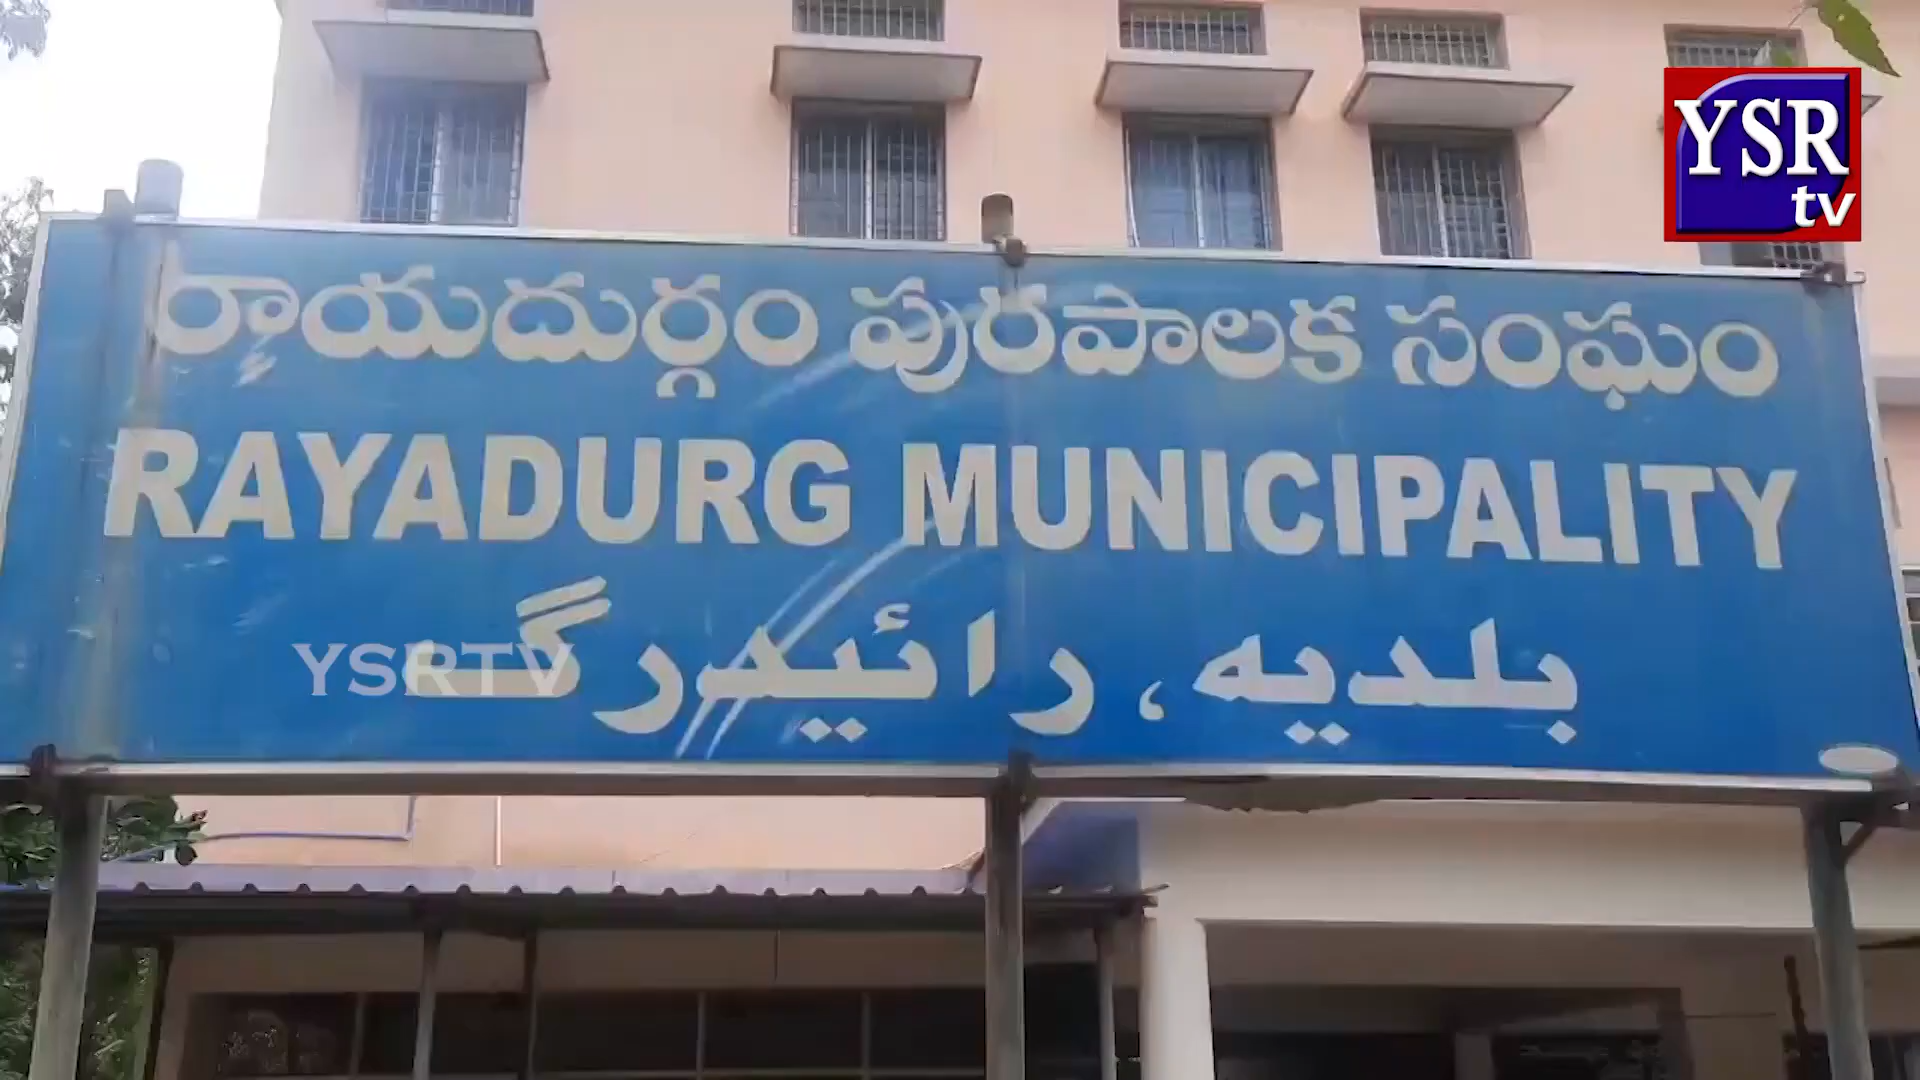 YSR
tv
రాయదుర్గం పురపాలక సంఘం
RAYADURG MUNICIPALITY
بلدیہ، رائیدرگ
YSRTV